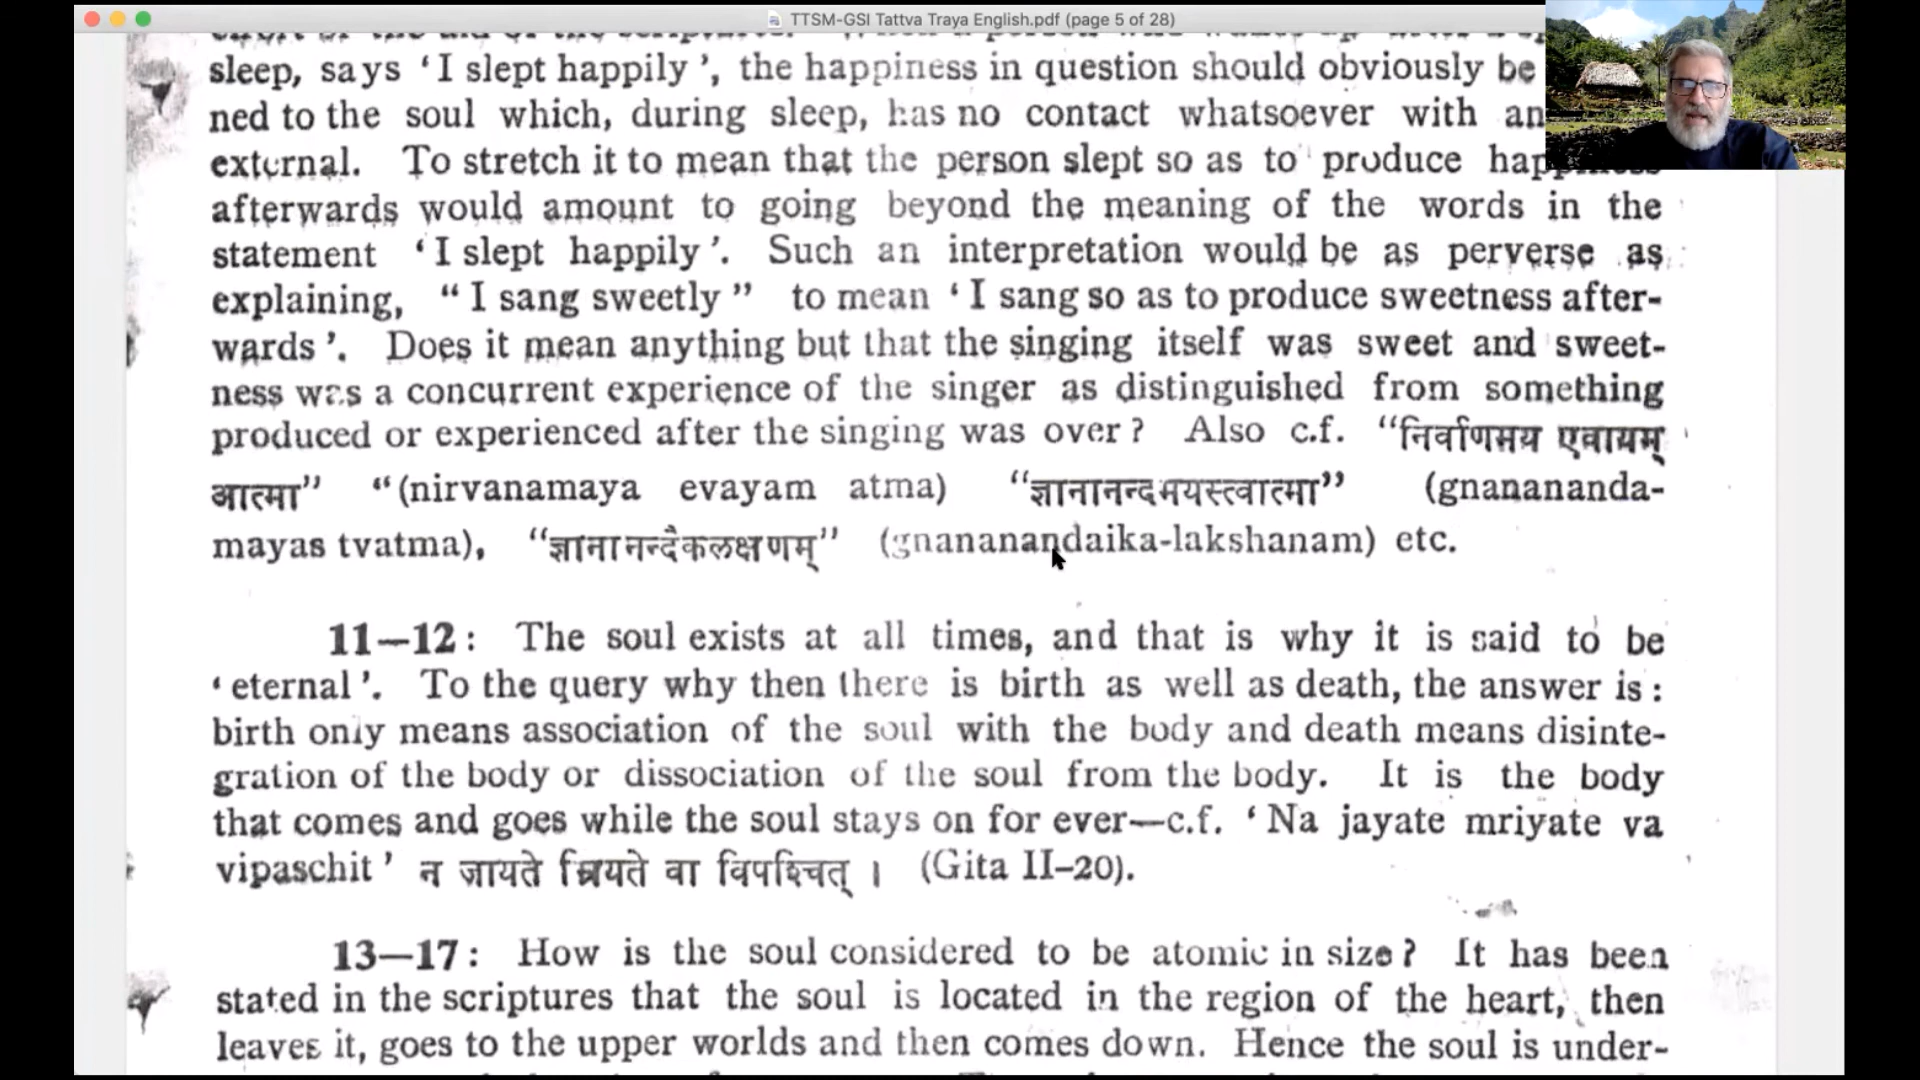 TTSM-GSI Tattva Traya English.pdf (page 5 of 28)
sleep, says ‘I slept happily’, the happiness in question should obviously be
ned to the soul which, during sleep, has no contact whatsoever with an
external. To stretch it to mean that the person slept so as to produce happiness
afterwards would amount to going beyond the meaning of the words in the
statement ‘I slept happily’. Such an interpretation would be as perverse as
explaining, “I sang sweetly” to mean ‘I sang so as to produce sweetness after-
wards’. Does it mean anything but that the singing itself was sweet and sweet-
ness was a concurrent experience of the singer as distinguished from something
produced or experienced after the singing was over? Also c.f. “निर्वाणमय एवायम्
आत्मा” “(nirvanamaya evayam atma) “ज्ञानानन्दमयस्त्वात्मा” (gnanananda-
mayas tvatma), “ज्ञानानन्दैकलक्षणम्” (gnananandaika-lakshanam) etc.
11—12: The soul exists at all times, and that is why it is said to be
‘eternal’. To the query why then there is birth as well as death, the answer is:
birth only means association of the soul with the body and death means disinte-
gration of the body or dissociation of the soul from the body. It is the body
that comes and goes while the soul stays on for ever—c.f. ‘Na jayate mriyate va
vipaschit’ न जायते म्रियते वा विपश्चित् । (Gita II-20).
13—17: How is the soul considered to be atomic in size? It has been
stated in the scriptures that the soul is located in the region of the heart, then
leaves it, goes to the upper worlds and then comes down. Hence the soul is under-